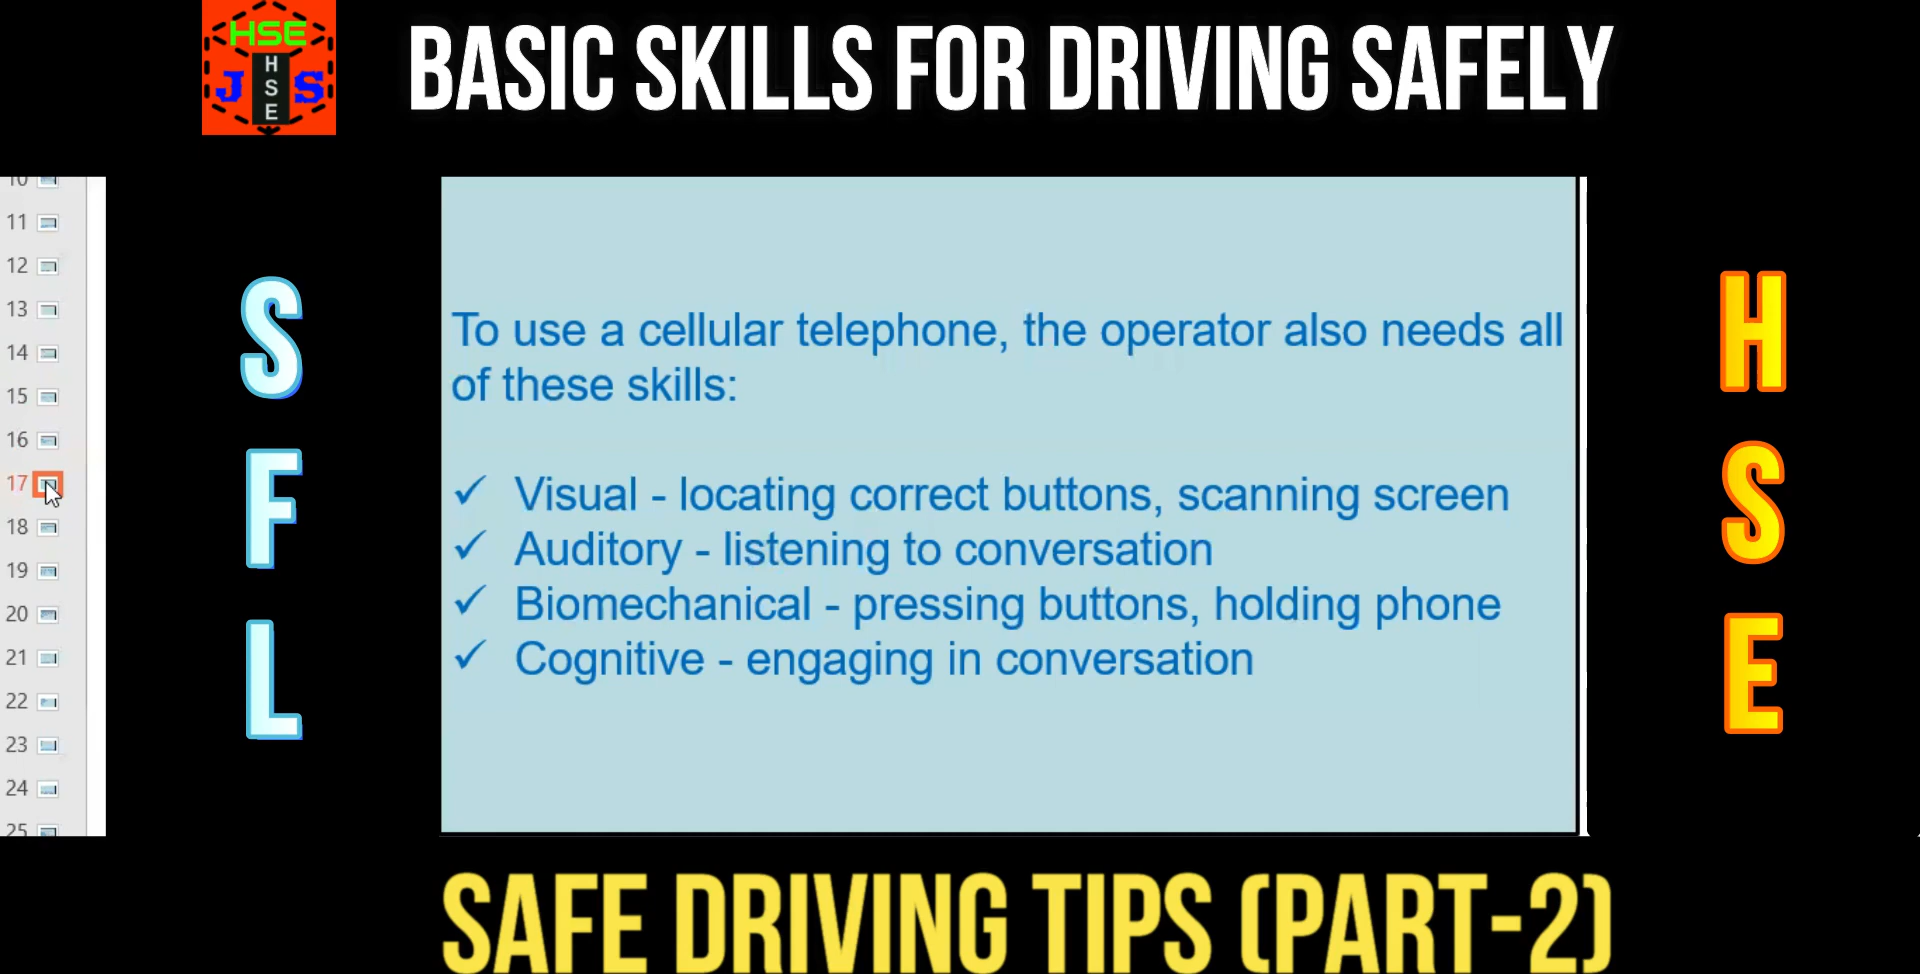 HSE
J S
H
S
E
BASIC SKILLS FOR DRIVING SAFELY
10
11
12
13
14
15
16
17
18
19
20
21
22
23
24
25
S
F
L
To use a cellular telephone, the operator also needs all
of these skills:
✓ Visual - locating correct buttons, scanning screen
✓ Auditory - listening to conversation
✓ Biomechanical - pressing buttons, holding phone
✓ Cognitive - engaging in conversation
H
S
E
SAFE DRIVING TIPS (PART-2)